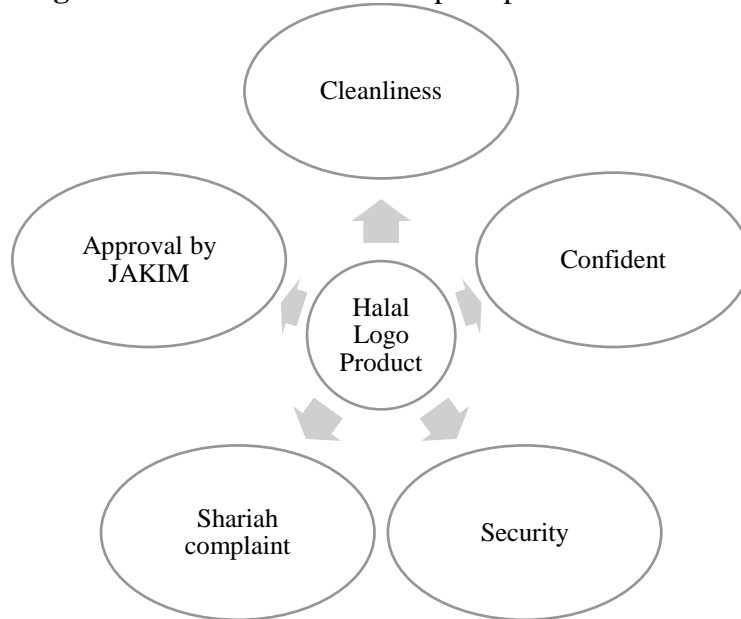 Cleanliness
Approval by
JAKIM
Confident
Halal
Logo
Product
Shariah
complaint
Security